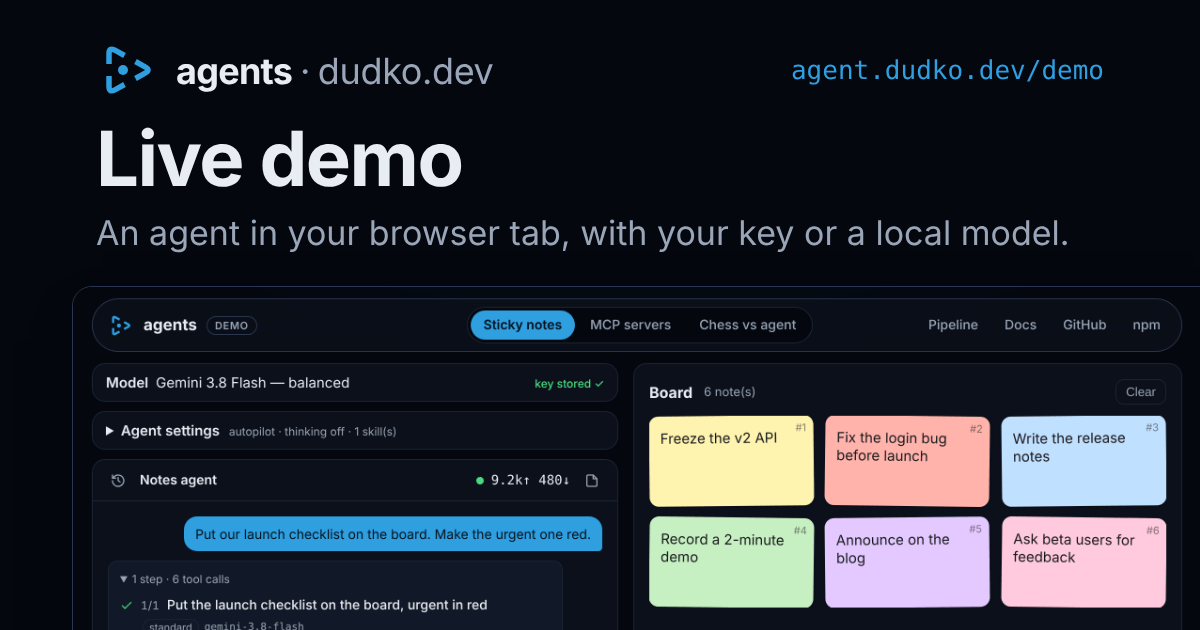 agents · dudko.dev
agent.dudko.dev/demo
Live demo
An agent in your browser tab, with your key or a local model.
agents DEMO
Sticky notes MCP servers Chess vs agent
Pipeline Docs GitHub npm
Model Gemini 3.8 Flash — balanced
key stored ✓
▶ Agent settings autopilot · thinking off · 1 skill(s)
Notes agent
9.2k↑ 480↓
Put our launch checklist on the board. Make the urgent one red.
▼ 1 step · 6 tool calls
✓ 1/1 Put the launch checklist on the board, urgent in red
standard gemini-3.8-flash
Board 6 note(s)
Clear
Freeze the v2 API
#1
Fix the login bug
before launch
#2
Write the release
notes
#3
Record a 2-minute
demo
#4
Announce on the
blog
#5
Ask beta users for
feedback
#6